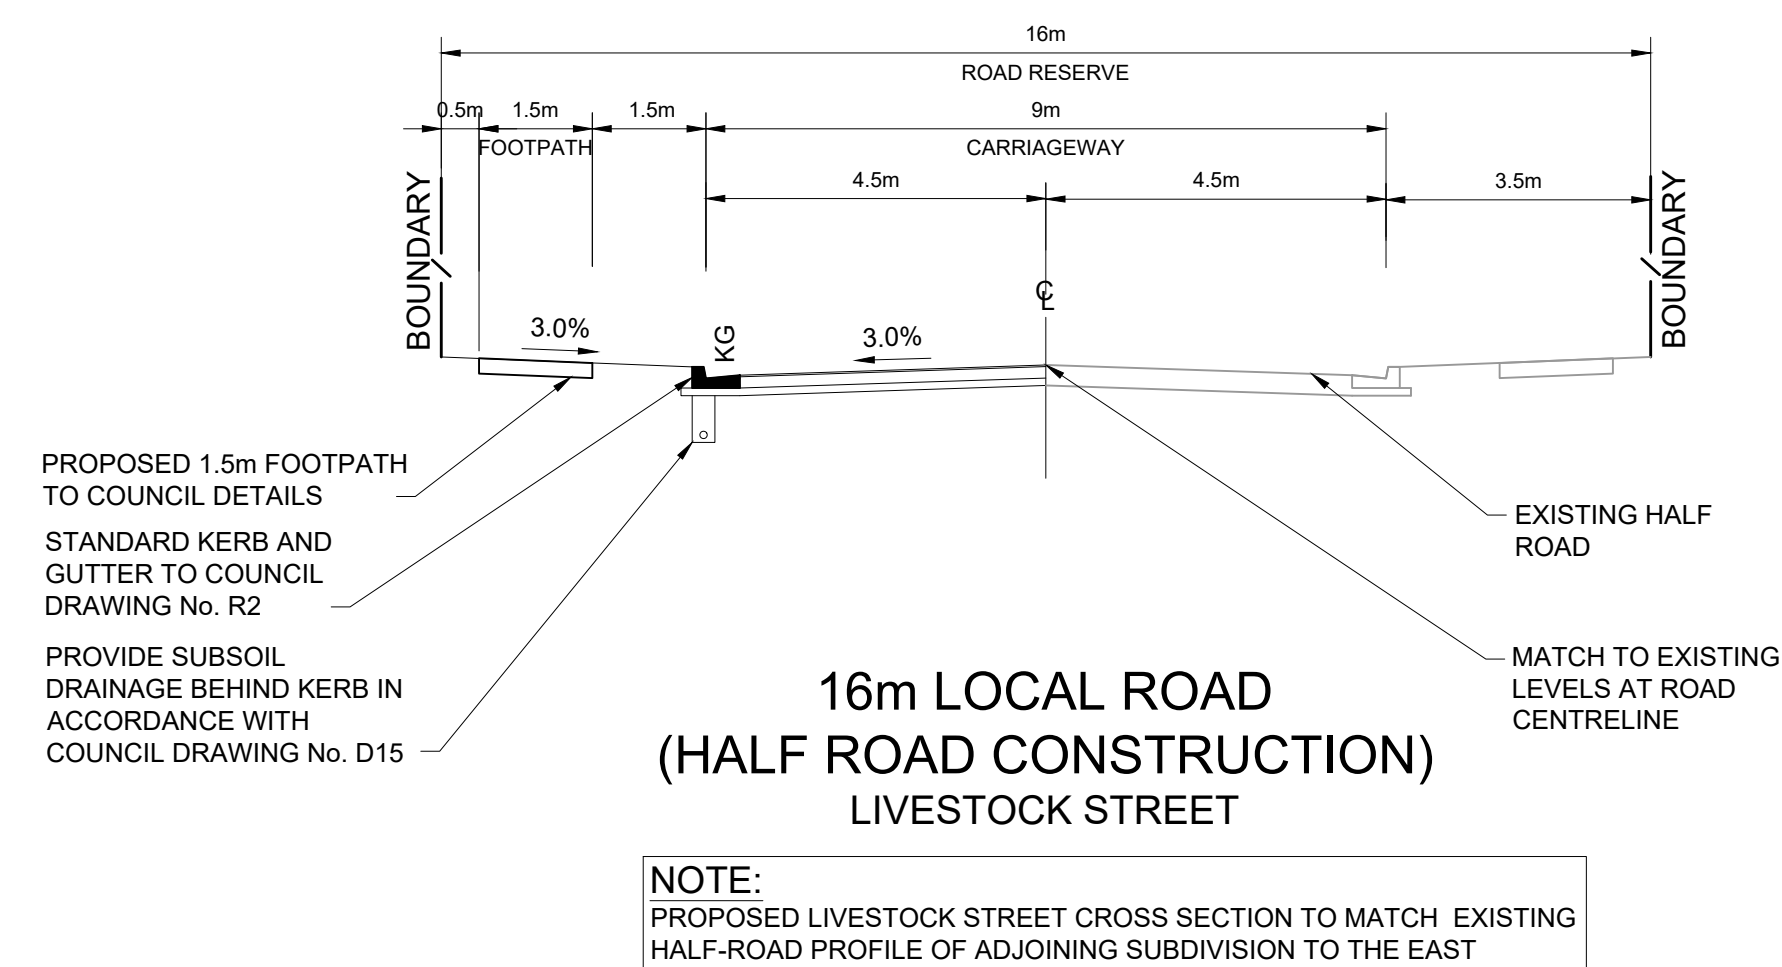 16m
ROAD RESERVE
0.5m 1.5m 1.5m 9m
FOOTPATH CARRIAGEWAY
4.5m 4.5m 3.5m
BOUNDARY
BOUNDARY
℄
3.0%
KG
3.0%
PROPOSED 1.5m FOOTPATH
TO COUNCIL DETAILS
STANDARD KERB AND
GUTTER TO COUNCIL
DRAWING No. R2
PROVIDE SUBSOIL
DRAINAGE BEHIND KERB IN
ACCORDANCE WITH
COUNCIL DRAWING No. D15
EXISTING HALF
ROAD
MATCH TO EXISTING
LEVELS AT ROAD
CENTRELINE
16m LOCAL ROAD
(HALF ROAD CONSTRUCTION)
LIVESTOCK STREET
NOTE:
PROPOSED LIVESTOCK STREET CROSS SECTION TO MATCH EXISTING
HALF-ROAD PROFILE OF ADJOINING SUBDIVISION TO THE EAST